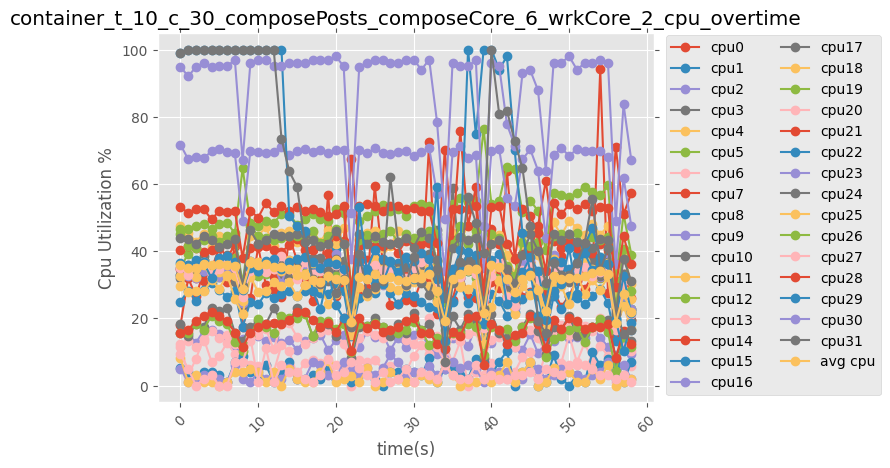 container_t_10_c_30_composePosts_composeCore_6_wrkCore_2_cpu_overtime
Cpu Utilization %
100
80
60
40
20
0
0
10
20
30
40
50
60
time(s)
cpu0
cpu1
cpu2
cpu3
cpu4
cpu5
cpu6
cpu7
cpu8
cpu9
cpu10
cpu11
cpu12
cpu13
cpu14
cpu15
cpu16
cpu17
cpu18
cpu19
cpu20
cpu21
cpu22
cpu23
cpu24
cpu25
cpu26
cpu27
cpu28
cpu29
cpu30
cpu31
avg cpu